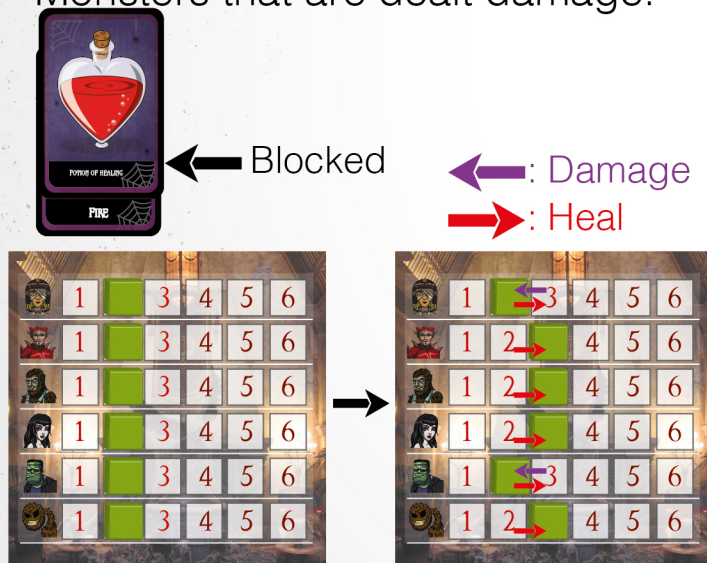 Monsters that are dealt damage.
POTION OF HEALING
FIRE
Blocked
: Damage
: Heal
1 3 4 5 6
1 3 4 5 6
1 3 4 5 6
1 3 4 5 6
1 3 4 5 6
1 3 4 5 6
1 3 4 5 6
1 2 4 5 6
1 2 4 5 6
1 2 4 5 6
1 3 4 5 6
1 2 4 5 6